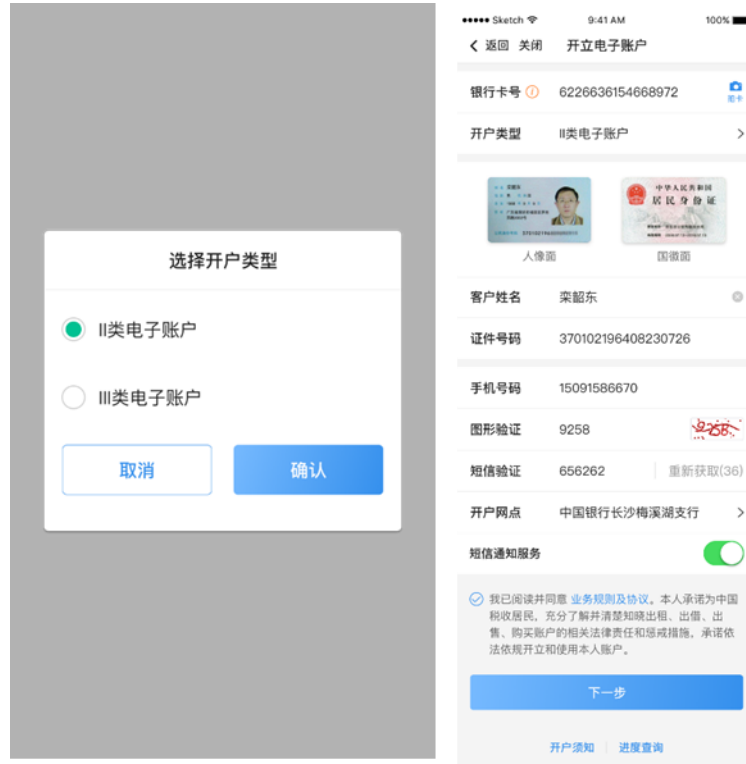 选择开户类型
II类电子账户
III类电子账户
取消
确认
Sketch
9:41 AM
100%
返回 关闭 开立电子账户
银行卡号 6226636154668972
拍卡
开户类型 II类电子账户
中华人民共和国
居民身份证
人像面
国徽面
客户姓名 栾韶东
证件号码 370102196408230726
手机号码 15091586670
图形验证 9258
9258
短信验证 656262 重新获取(36)
开户网点 中国银行长沙梅溪湖支行
短信通知服务
我已阅读并同意 业务规则及协议。本人承诺为中国
税收居民，充分了解并清楚知晓出租、出借、出
售、购买账户的相关法律责任和惩戒措施，承诺依
法依规开立和使用本人账户。
下一步
开户须知
进度查询